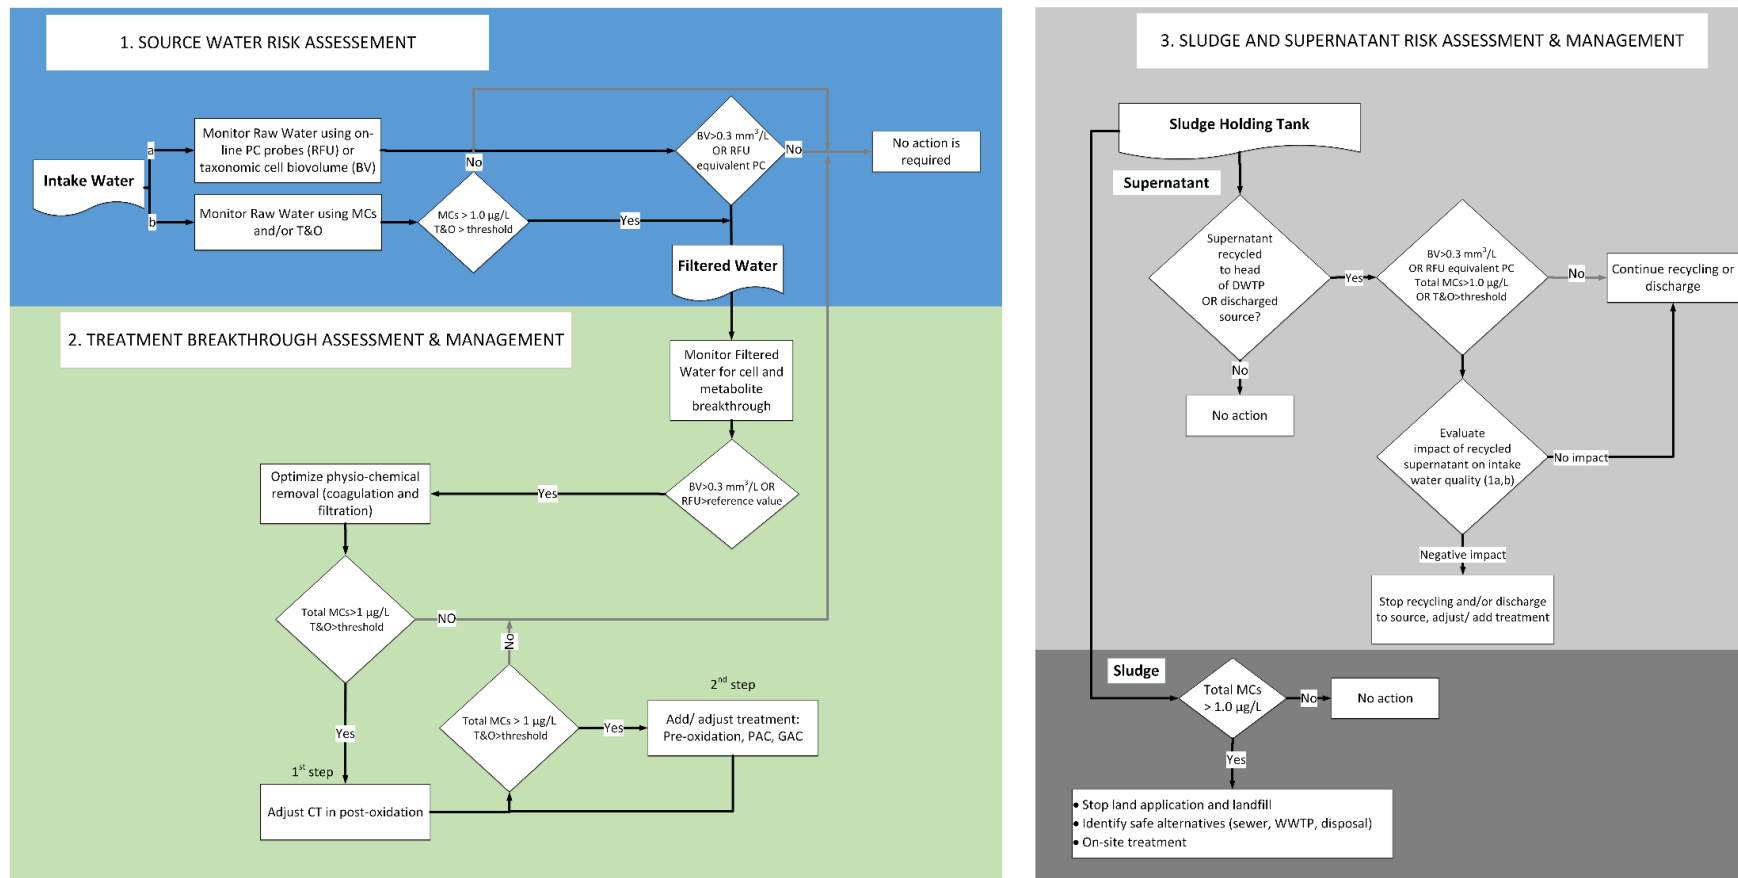 1. SOURCE WATER RISK ASSESSEMENT
Intake Water
a
b
Monitor Raw Water using on-
line PC probes (RFU) or
taxonomic cell biovolume (BV)
Monitor Raw Water using MCs
and/or T&O
No
MCs > 1.0 µg/L
T&O > threshold
Yes
BV>0.3 mm³/L
OR RFU
equivalent PC
No
No action is
required
Filtered Water
2. TREATMENT BREAKTHROUGH ASSESSMENT & MANAGEMENT
Monitor Filtered
Water for cell and
metabolite
breakthrough
BV>0.3 mm³/L OR
RFU>reference value
Yes
Optimize physio-chemical
removal (coagulation and
filtration)
Total MCs>1 µg/L
T&O>threshold
NO
No
Yes
1st step
Adjust CT in post-oxidation
Total MCs > 1 µg/L
T&O>threshold
Yes
2nd step
Add/ adjust treatment:
Pre-oxidation, PAC, GAC
3. SLUDGE AND SUPERNATANT RISK ASSESSMENT & MANAGEMENT
Sludge Holding Tank
Supernatant
Supernatant
recycled
to head
of DWTP
OR discharged
source?
Yes
No
No action
BV>0.3 mm³/L
OR RFU equivalent PC
Total MCs>1.0 µg/L
OR T&O>threshold
No
Continue recycling or
discharge
Evaluate
impact of recycled
supernatant on intake
water quality (1a,b)
No impact
Negative impact
Stop recycling and/or discharge
to source, adjust/ add treatment
Sludge
Total MCs
> 1.0 µg/L
No
No action
Yes
• Stop land application and landfill
• Identify safe alternatives (sewer, WWTP, disposal)
• On-site treatment